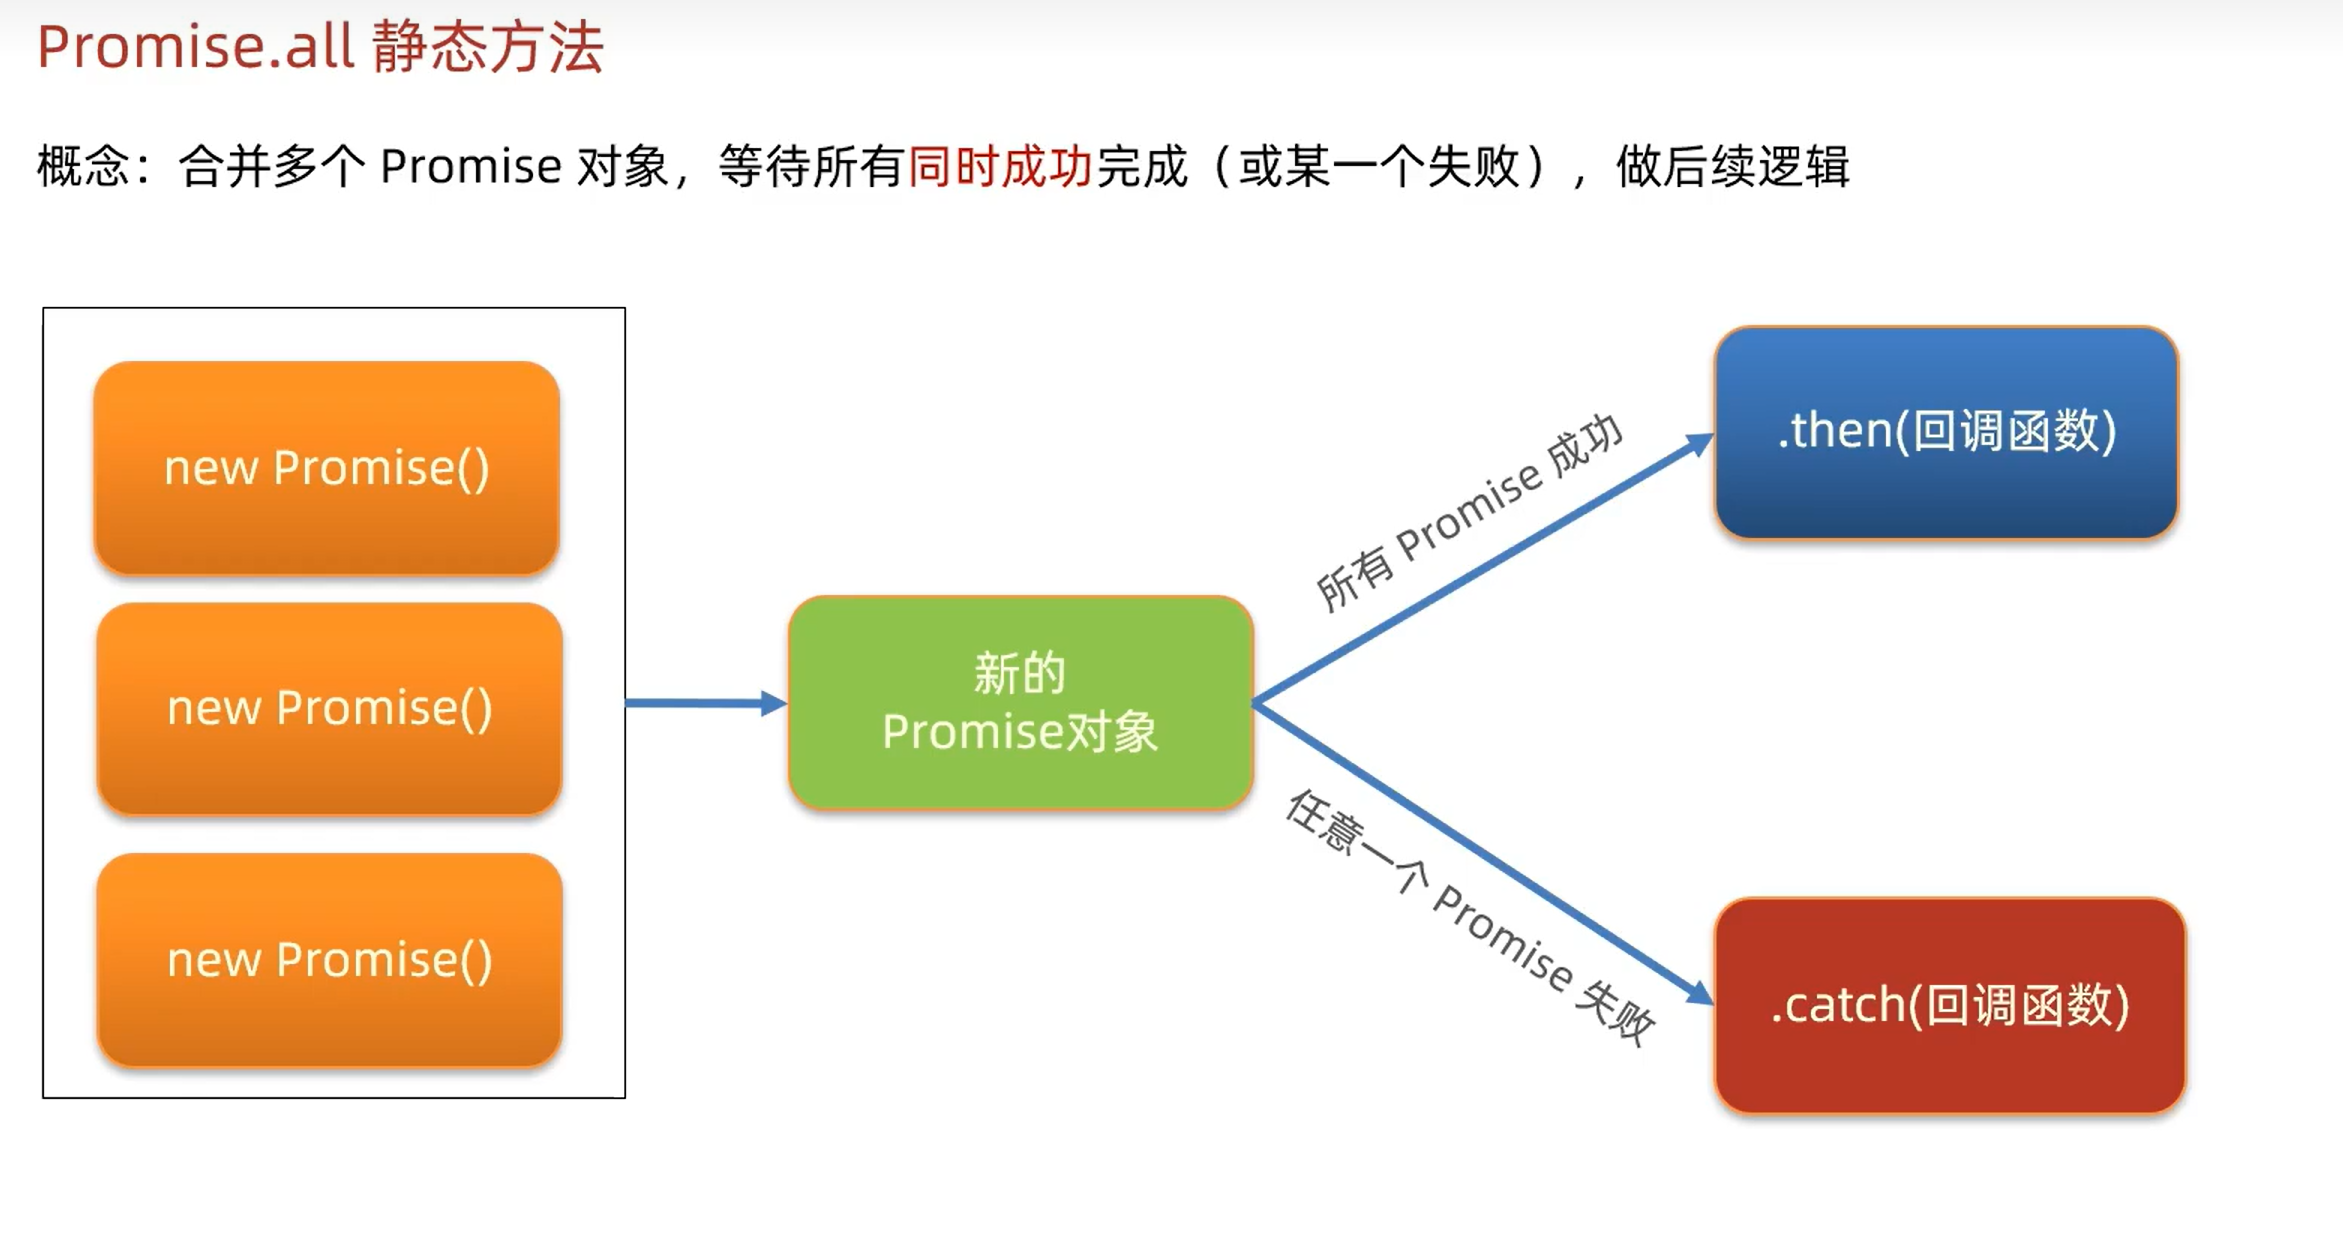 Promise.all 静态方法
概念：合并多个 Promise 对象，等待所有同时成功完成（或某一个失败），做后续逻辑
new Promise()
new Promise()
new Promise()
新的
Promise对象
所有 Promise 成功
任意一个 Promise 失败
.then(回调函数)
.catch(回调函数)